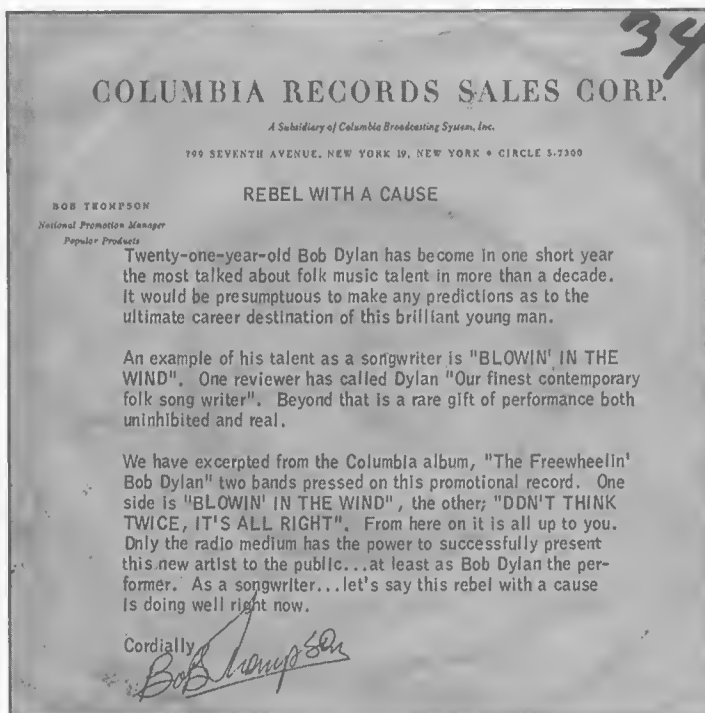 34
COLUMBIA RECORDS SALES CORP.
A Subsidiary of Columbia Broadcasting System, Inc.
799 SEVENTH AVENUE, NEW YORK 19, NEW YORK • CIRCLE 5-7300
REBEL WITH A CAUSE
BOB THOMPSON
National Promotion Manager
Popular Products
Twenty-one-year-old Bob Dylan has become in one short year
the most talked about folk music talent in more than a decade.
It would be presumptuous to make any predictions as to the
ultimate career destination of this brilliant young man.
An example of his talent as a songwriter is "BLOWIN' IN THE
WIND". One reviewer has called Dylan "Our finest contemporary
folk song writer". Beyond that is a rare gift of performance both
uninhibited and real.
We have excerpted from the Columbia album, "The Freewheelin'
Bob Dylan" two bands pressed on this promotional record. One
side is "BLOWIN' IN THE WIND", the other; "DON'T THINK
TWICE, IT'S ALL RIGHT". From here on it is all up to you.
Only the radio medium has the power to successfully present
this new artist to the public...at least as Bob Dylan the per-
former. As a songwriter...let's say this rebel with a cause
is doing well right now.
Cordially
Bob Thompson